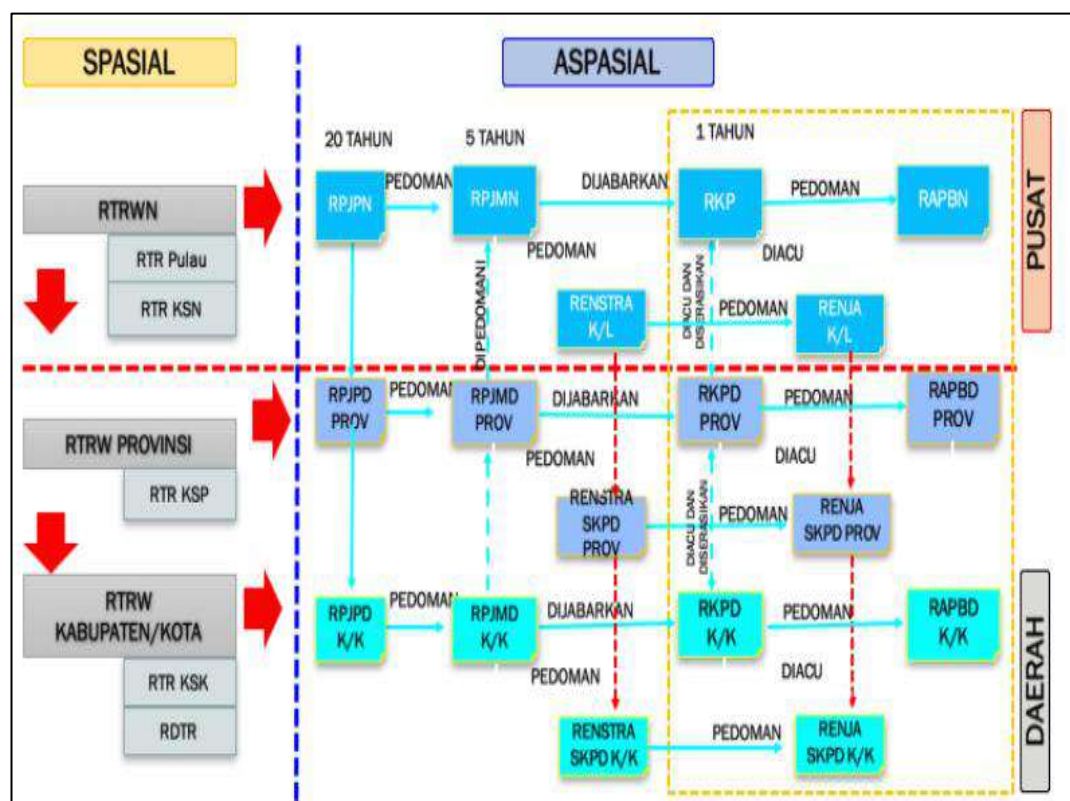 SPASIAL
ASPASIAL
20 TAHUN
5 TAHUN
1 TAHUN
PUSAT
RTRWN
RTR Pulau
RTR KSN
RPJPN
PEDOMAN
RPJMN
DIJABARKAN
RKP
PEDOMAN
RAPBN
PEDOMAN
DIACU
DI PEDOMANI
RENSTRA
K/L
DIACU DAN
DISERASIKAN
PEDOMAN
RENJA
K/L
RTRW PROVINSI
RTR KSP
RPJPD
PROV
PEDOMAN
RPJMD
PROV
DIJABARKAN
RKPD
PROV
PEDOMAN
RAPBD
PROV
PEDOMAN
DIACU
RENSTRA
SKPD
PROV
DIACU DAN
DISERASIKAN
PEDOMAN
RENJA
SKPD PROV
RTRW
KABUPATEN/KOTA
RTR KSK
RDTR
RPJPD
K/K
PEDOMAN
RPJMD
K/K
DIJABARKAN
RKPD
K/K
PEDOMAN
RAPBD
K/K
PEDOMAN
DIACU
RENSTRA
SKPD K/K
PEDOMAN
RENJA
SKPD K/K
DAERAH